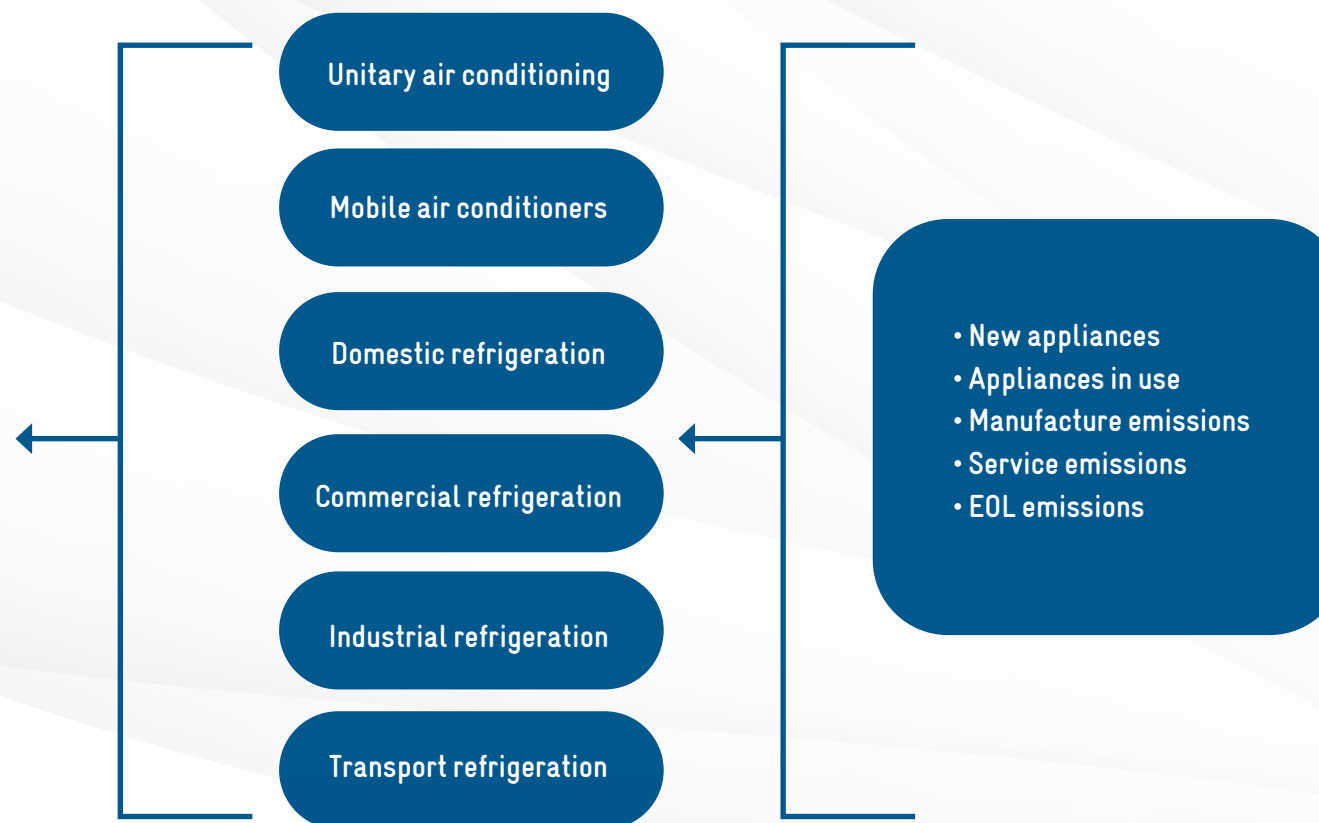 Unitary air conditioning
Mobile air conditioners
Domestic refrigeration
Commercial refrigeration
Industrial refrigeration
Transport refrigeration
• New appliances
• Appliances in use
• Manufacture emissions
• Service emissions
• EOL emissions